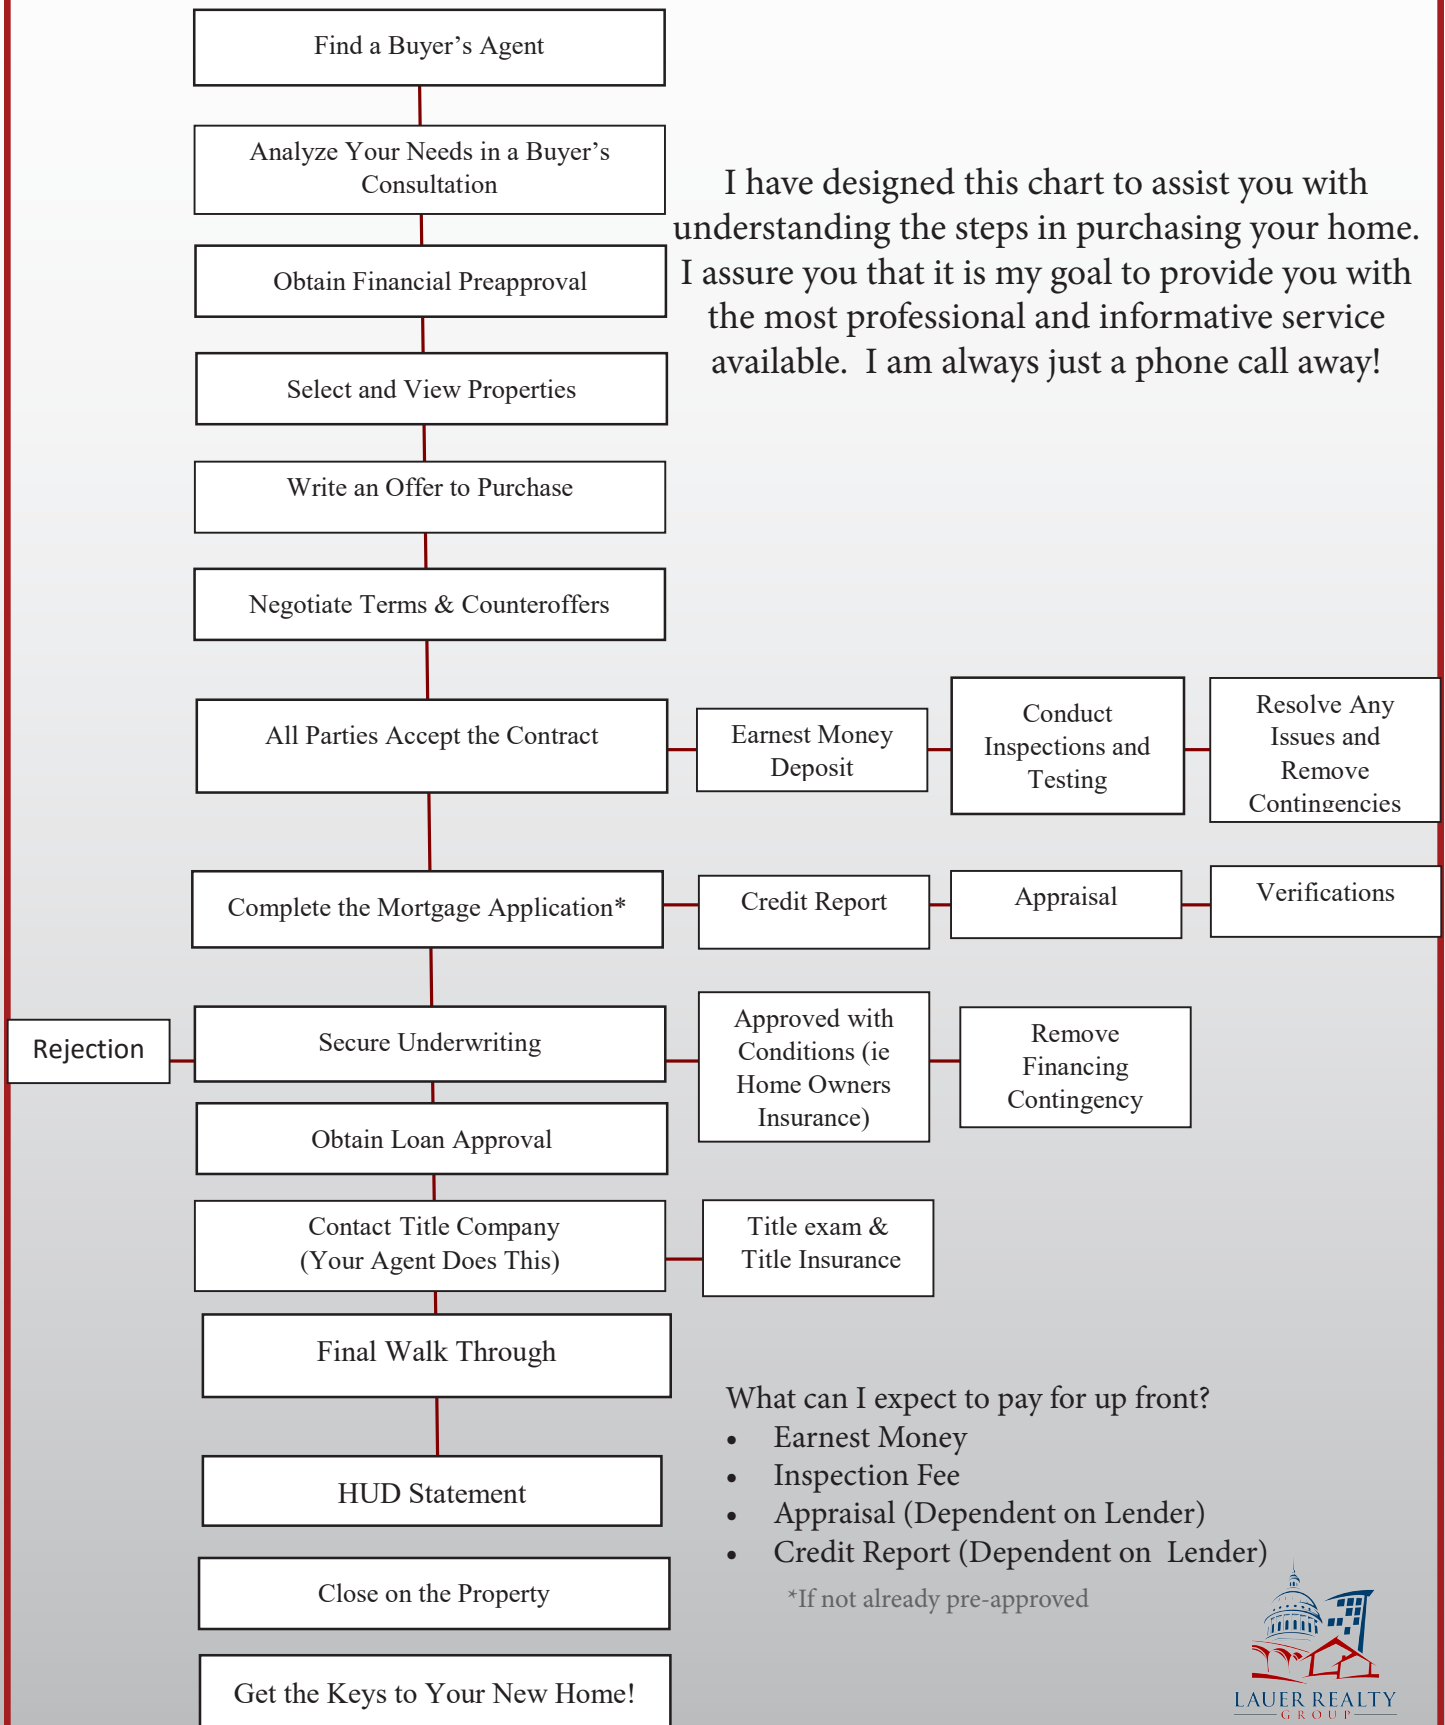 Find a Buyer’s Agent
Analyze Your Needs in a Buyer’s
Consultation
I have designed this chart to assist you with
understanding the steps in purchasing your home.
I assure you that it is my goal to provide you with
the most professional and informative service
available.  I am always just a phone call away!
Obtain Financial Preapproval
Select and View Properties
Write an Offer to Purchase
Negotiate Terms & Counteroffers
All Parties Accept the Contract
Earnest Money
Deposit
Conduct
Inspections and
Testing
Resolve Any
Issues and
Remove
Contingencies
Complete the Mortgage Application*
Credit Report
Appraisal
Verifications
Rejection
Secure Underwriting
Approved with
Conditions (ie
Home Owners
Insurance)
Remove
Financing
Contingency
Obtain Loan Approval
Contact Title Company
(Your Agent Does This)
Title exam &
Title Insurance
Final Walk Through
HUD Statement
Close on the Property
Get the Keys to Your New Home!
What can I expect to pay for up front?
• Earnest Money
• Inspection Fee
• Appraisal (Dependent on Lender)
• Credit Report (Dependent on  Lender)
*If not already pre-approved
LAUER REALTY
GROUP